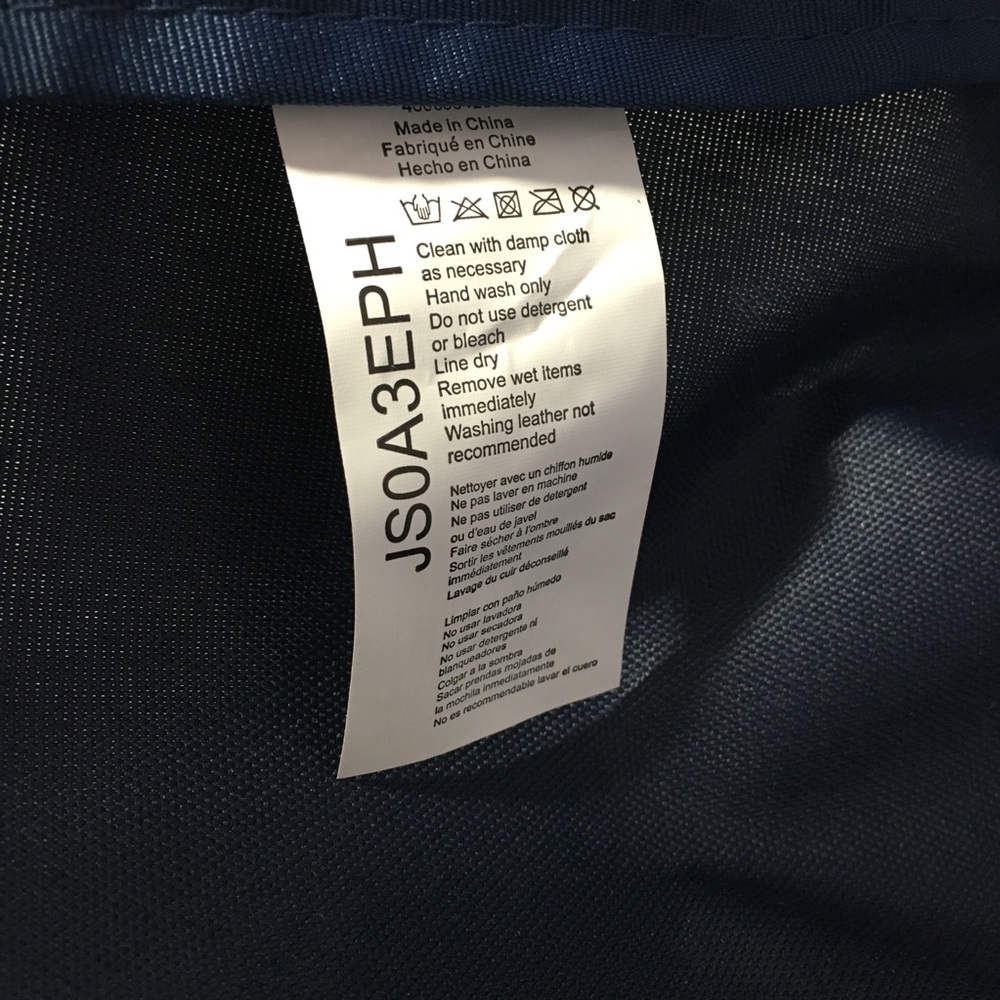 Made in China
Fabriqué en Chine
Hecho en China
JS0A3EPH
Clean with damp cloth
as necessary
Hand wash only
Do not use detergent
or bleach
Line dry
Remove wet items
immediately
Washing leather not
recommended
Nettoyer avec un chiffon humide
Ne pas laver en machine
Ne pas utiliser de detergent
ou d'eau de javel
Faire sécher à l'ombre
Sortir les vêtements mouillés du sac
immédiatement
Lavage du cuir déconseillé
Limpiar con paño húmedo
No usar lavadora
No usar secadora
No usar detergente ni
blanqueadores
Colgar a la sombra
Sacar prendas mojadas de
la mochila inmediatamente
No es recommendable lavar el cuero